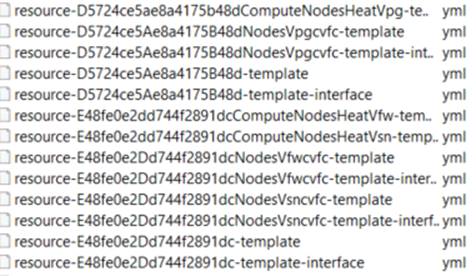 resource-D5724ce5ae8a4175b48dComputeNodesHeatVpg-te.. yml
resource-D5724ce5Ae8a4175B48dNodesVpgcvfc-template yml
resource-D5724ce5Ae8a4175B48dNodesVpgcvfc-template-int.. yml
resource-D5724ce5Ae8a4175B48d-template yml
resource-D5724ce5Ae8a4175B48d-template-interface yml
resource-E48fe0e2dd744f2891dcComputeNodesHeatVfw-tem.. yml
resource-E48fe0e2dd744f2891dcComputeNodesHeatVsn-temp.. yml
resource-E48fe0e2Dd744f2891dcNodesVfwcvfc-template yml
resource-E48fe0e2Dd744f2891dcNodesVfwcvfc-template-inter.. yml
resource-E48fe0e2Dd744f2891dcNodesVsncvfc-template yml
resource-E48fe0e2Dd744f2891dcNodesVsncvfc-template-interf.. yml
resource-E48fe0e2Dd744f2891dc-template yml
resource-E48fe0e2Dd744f2891dc-template-interface yml